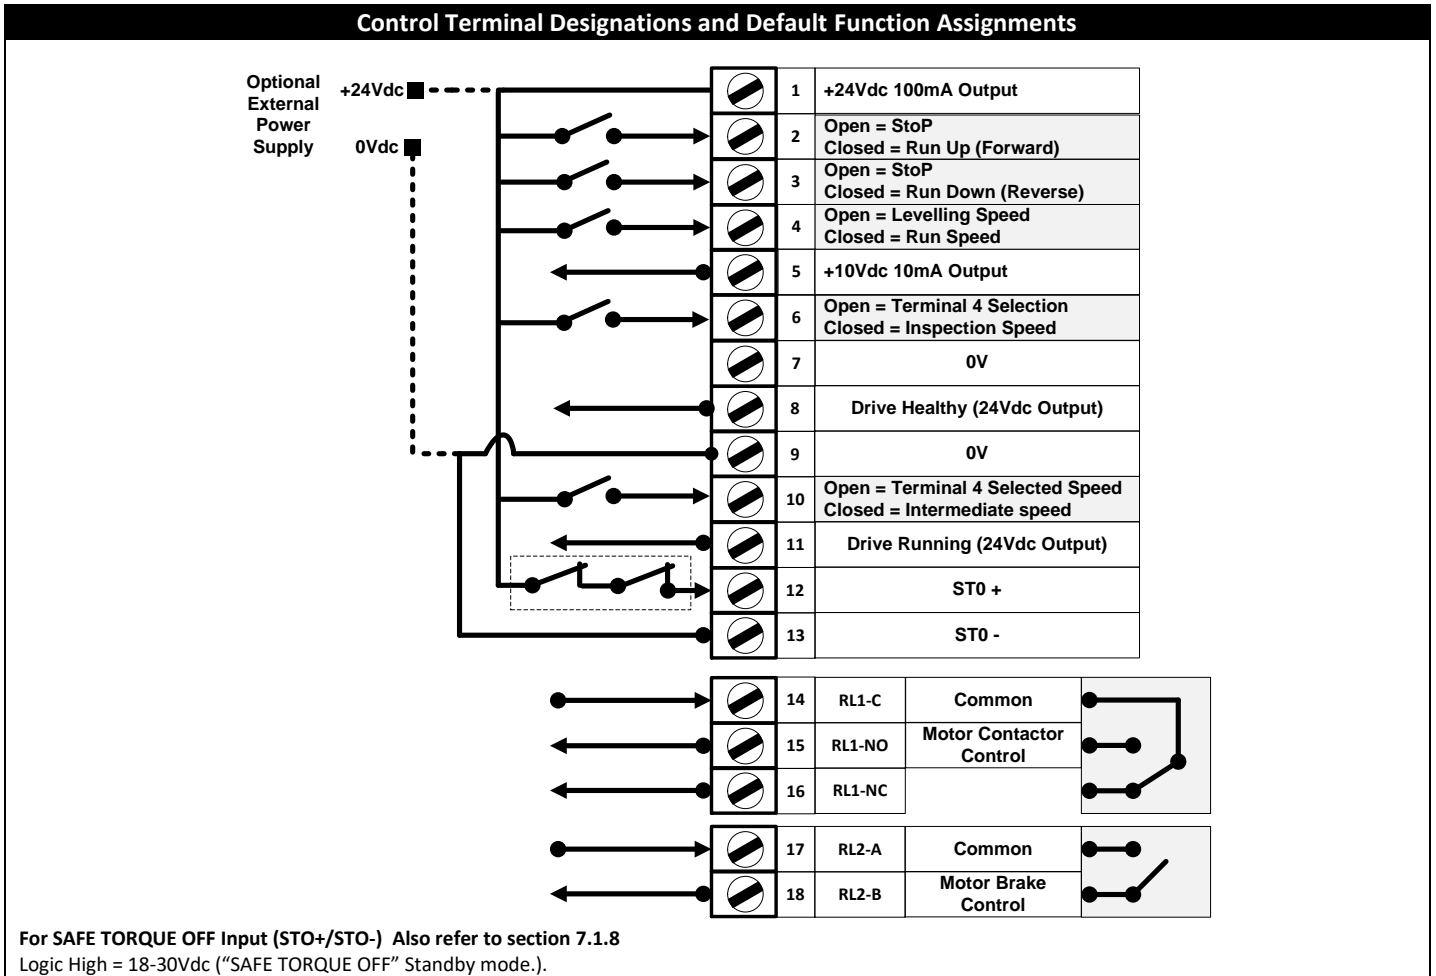 Control Terminal Designations and Default Function Assignments
Optional
External
Power
Supply
+24Vdc
0Vdc
1 +24Vdc 100mA Output
2 Open = StoP
Closed = Run Up (Forward)
3 Open = StoP
Closed = Run Down (Reverse)
4 Open = Levelling Speed
Closed = Run Speed
5 +10Vdc 10mA Output
6 Open = Terminal 4 Selection
Closed = Inspection Speed
7 0V
8 Drive Healthy (24Vdc Output)
9 0V
10 Open = Terminal 4 Selected Speed
Closed = Intermediate speed
11 Drive Running (24Vdc Output)
12 ST0 +
13 ST0 -
14 RL1-C Common
15 RL1-NO Motor Contactor
Control
16 RL1-NC
17 RL2-A Common
18 RL2-B Motor Brake
Control
For SAFE TORQUE OFF Input (STO+/STO-) Also refer to section 7.1.8
Logic High = 18-30Vdc (“SAFE TORQUE OFF” Standby mode.).